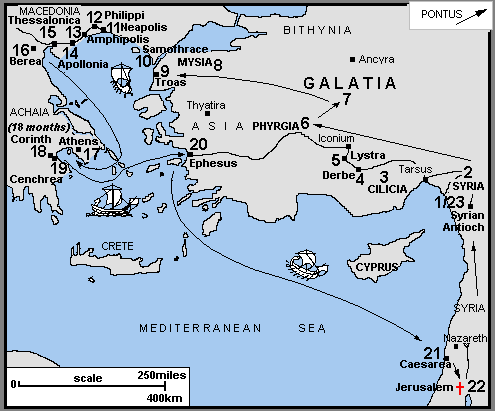 MACEDONIA
Thessalonica
12 Philippi
11 Neapolis
15 13
Amphipolis
16 14
Berea
Apollonia
PONTUS
BITHYNIA
Samothrace
10
MYSIA 8
9
Troas
Ancyra
GALATIA
7
Thyatira
ASIA
PHYRGIA 6
ACHAIA
(18 months)
Corinth
Athens
18 17
19
Cenchrea
20
Ephesus
Iconium
5 Lystra
Derbe 4
3
CILICIA
Tarsus
2
SYRIA
1/23
Syrian
Antioch
CRETE
CYPRUS
SYRIA
MEDITERRANEAN SEA
Nazareth
21
Caesarea
Jerusalem 22
scale
250miles
0
400km